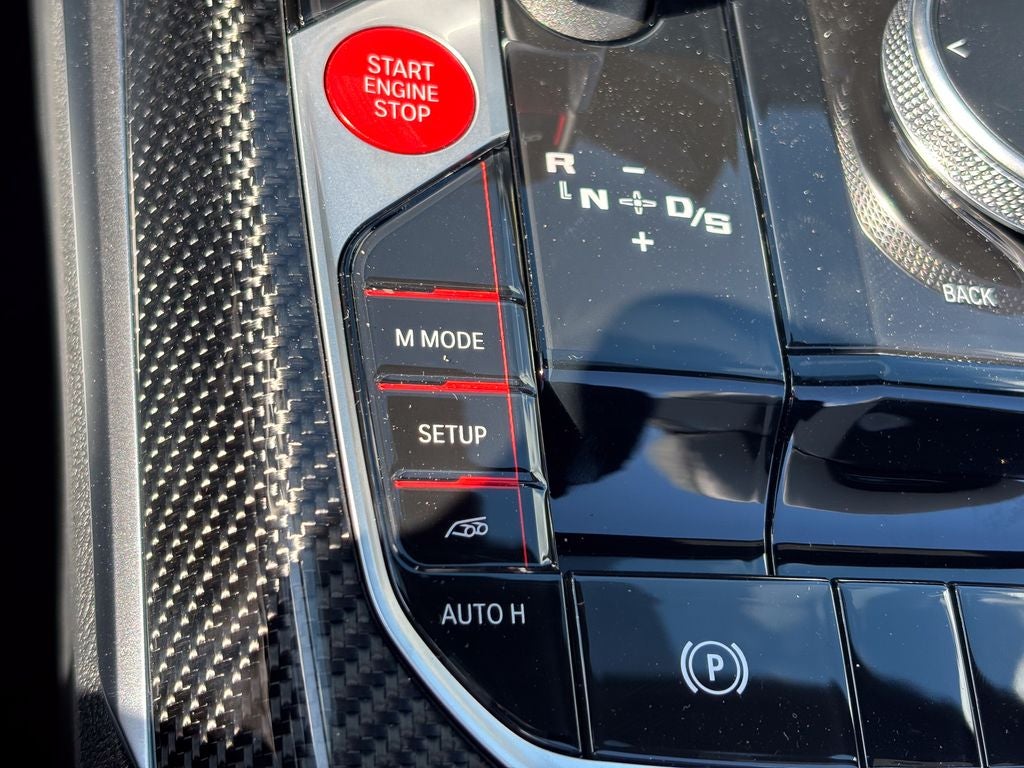 START
ENGINE
STOP
R −
N D/S
+
BACK
M MODE
SETUP
AUTO H
P